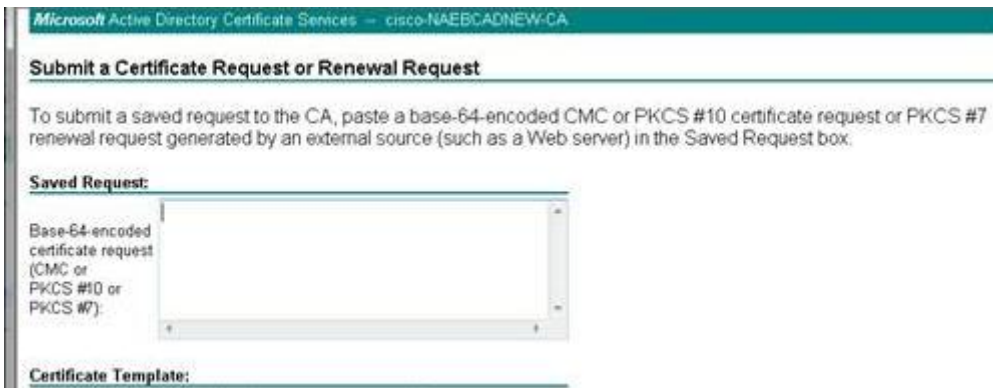 Microsoft Active Directory Certificate Services -- cisco-NAEBCADNEW-CA
Submit a Certificate Request or Renewal Request
To submit a saved request to the CA, paste a base-64-encoded CMC or PKCS #10 certificate request or PKCS #7
renewal request generated by an external source (such as a Web server) in the Saved Request box.
Saved Request:
Base-64-encoded
certificate request
(CMC or
PKCS #10 or
PKCS #7):
Certificate Template: